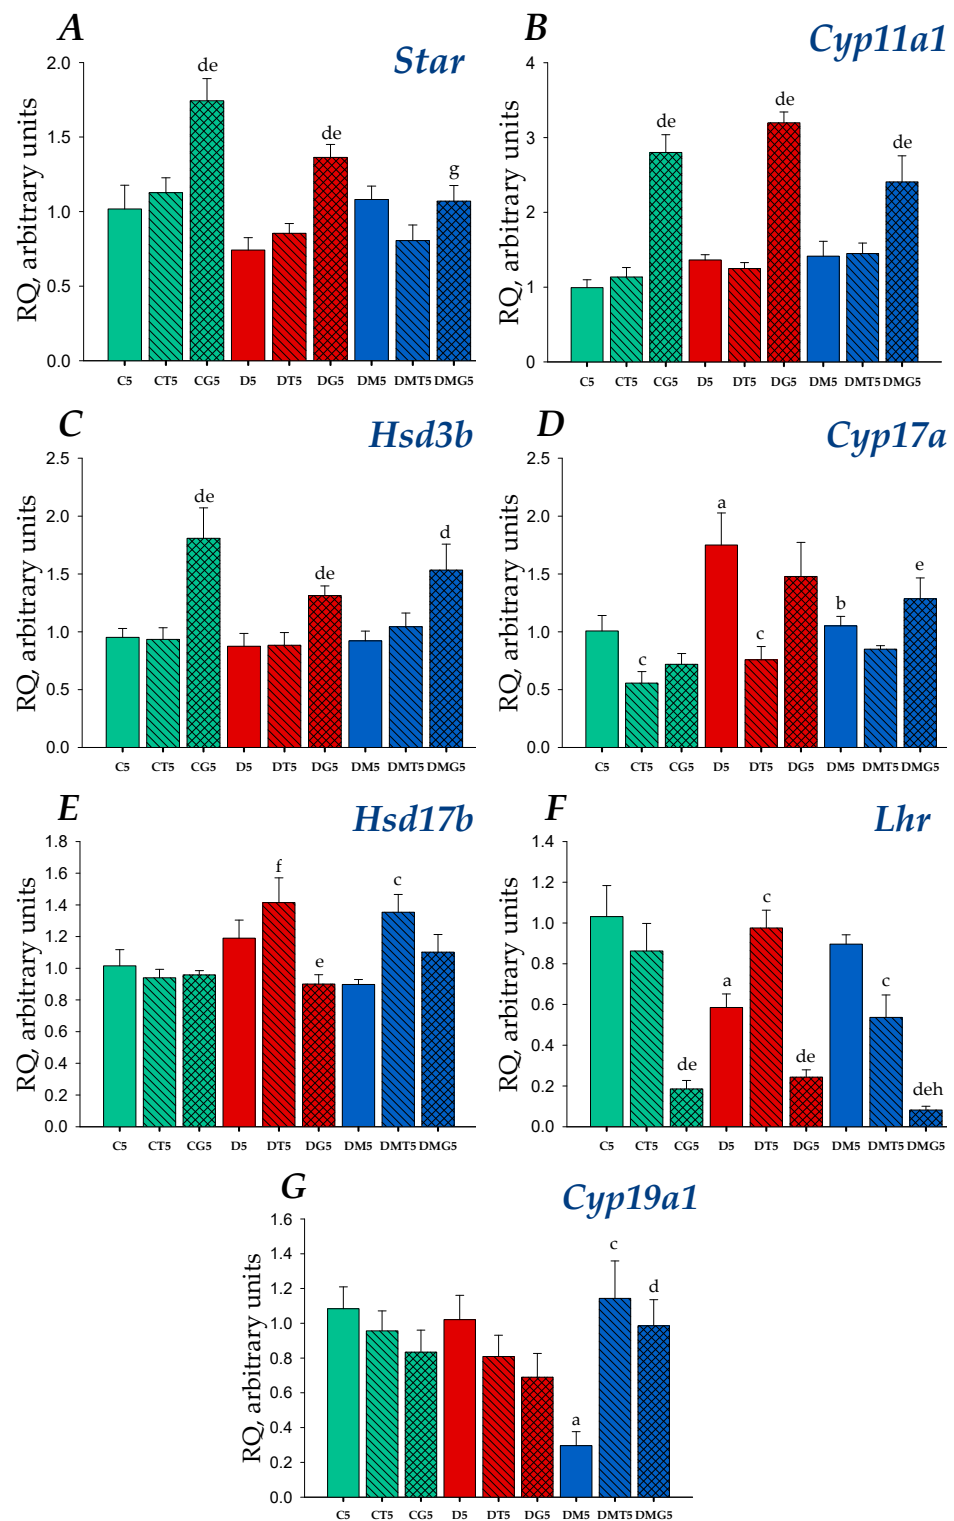 A
Star
RQ, arbitrary units
2.0
1.5
1.0
0.5
0.0
de
de
g
C5 CT5 CG5 D5 DT5 DG5 DM5 DMT5 DMG5
B
Cyp11a1
RQ, arbitrary units
4
3
2
1
0
de
de
de
C5 CT5 CG5 D5 DT5 DG5 DM5 DMT5 DMG5
C
Hsd3b
RQ, arbitrary units
2.5
2.0
1.5
1.0
0.5
0.0
de
de
d
C5 CT5 CG5 D5 DT5 DG5 DM5 DMT5 DMG5
D
Cyp17a
RQ, arbitrary units
2.5
2.0
1.5
1.0
0.5
0.0
c
a
c
b
e
C5 CT5 CG5 D5 DT5 DG5 DM5 DMT5 DMG5
E
Hsd17b
RQ, arbitrary units
1.8
1.6
1.4
1.2
1.0
0.8
0.6
0.4
0.2
0.0
f
e
c
C5 CT5 CG5 D5 DT5 DG5 DM5 DMT5 DMG5
F
Lhr
RQ, arbitrary units
1.4
1.2
1.0
0.8
0.6
0.4
0.2
0.0
de
a
c
de
c
deh
C5 CT5 CG5 D5 DT5 DG5 DM5 DMT5 DMG5
G
Cyp19a1
RQ, arbitrary units
1.6
1.4
1.2
1.0
0.8
0.6
0.4
0.2
0.0
a
c
d
C5 CT5 CG5 D5 DT5 DG5 DM5 DMT5 DMG5